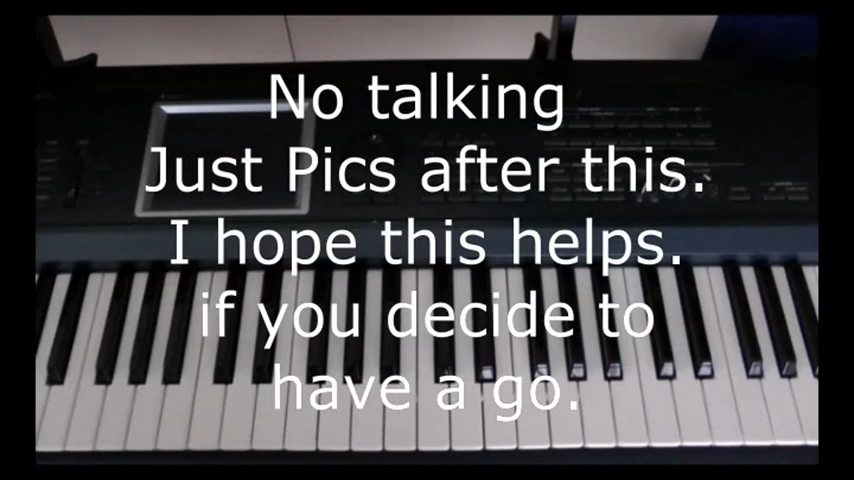 No talking
Just Pics after this.
I hope this helps.
if you decide to
have a go.